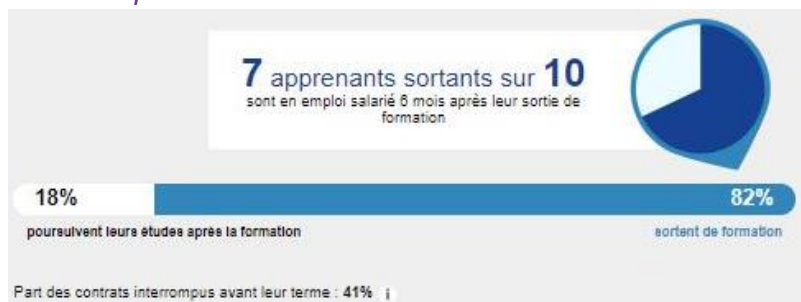 7 apprenants sortants sur 10
sont en emploi salarié 6 mois après leur sortie de
formation
18%
82%
poursuivent leurs études après la formation
sortent de formation
Part des contrats interrompus avant leur terme : 41% i